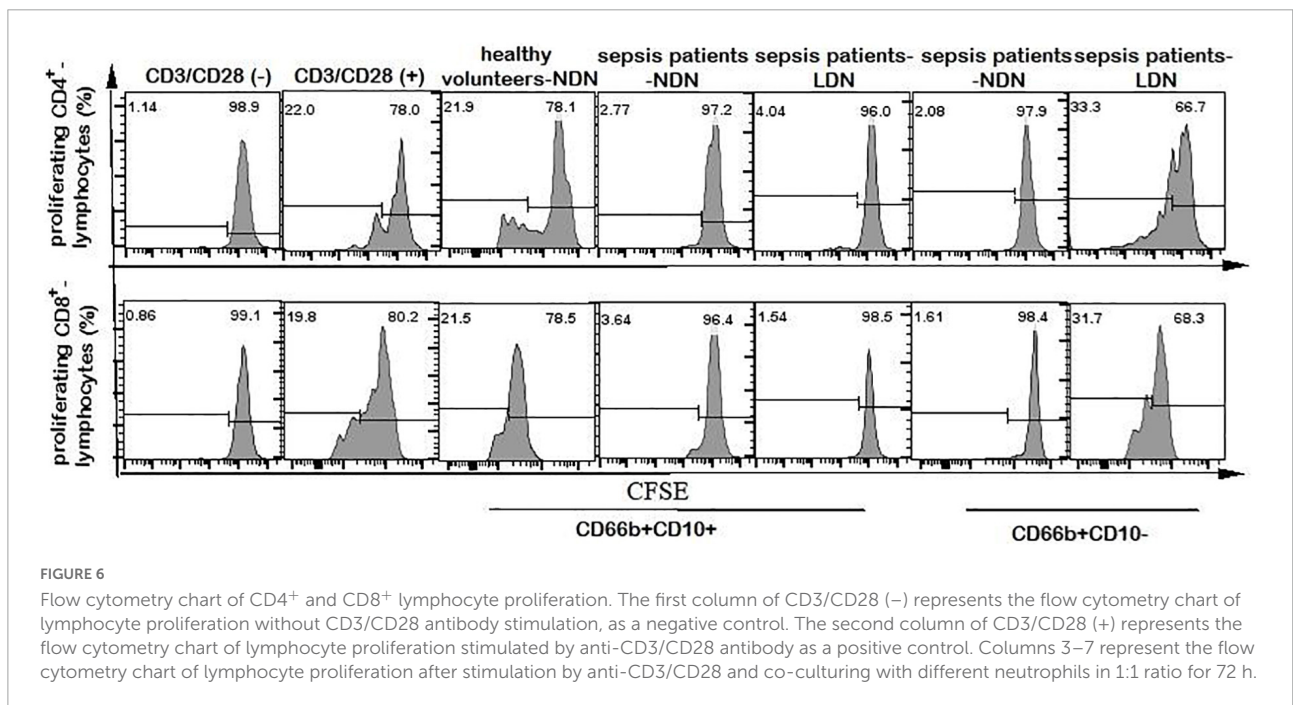 healthy volunteers-NDN
sepsis patients-NDN
sepsis patients-LDN
sepsis patients-NDN
sepsis patients-LDN
CD3/CD28 (-)
CD3/CD28 (+)
proliferating CD4+-lymphocytes (%)
1.14 98.9
22.0 78.0
21.9 78.1
2.77 97.2
4.04 96.0
2.08 97.9
33.3 66.7
proliferating CD8+-lymphocytes (%)
0.86 99.1
19.8 80.2
21.5 78.5
3.64 96.4
1.54 98.5
1.61 98.4
31.7 68.3
CFSE
CD66b+CD10+
CD66b+CD10-
FIGURE 6
Flow cytometry chart of CD4+ and CD8+ lymphocyte proliferation. The first column of CD3/CD28 (–) represents the flow cytometry chart of
lymphocyte proliferation without CD3/CD28 antibody stimulation, as a negative control. The second column of CD3/CD28 (+) represents the
flow cytometry chart of lymphocyte proliferation stimulated by anti-CD3/CD28 antibody as a positive control. Columns 3–7 represent the flow
cytometry chart of lymphocyte proliferation after stimulation by anti-CD3/CD28 and co-culturing with different neutrophils in 1:1 ratio for 72 h.